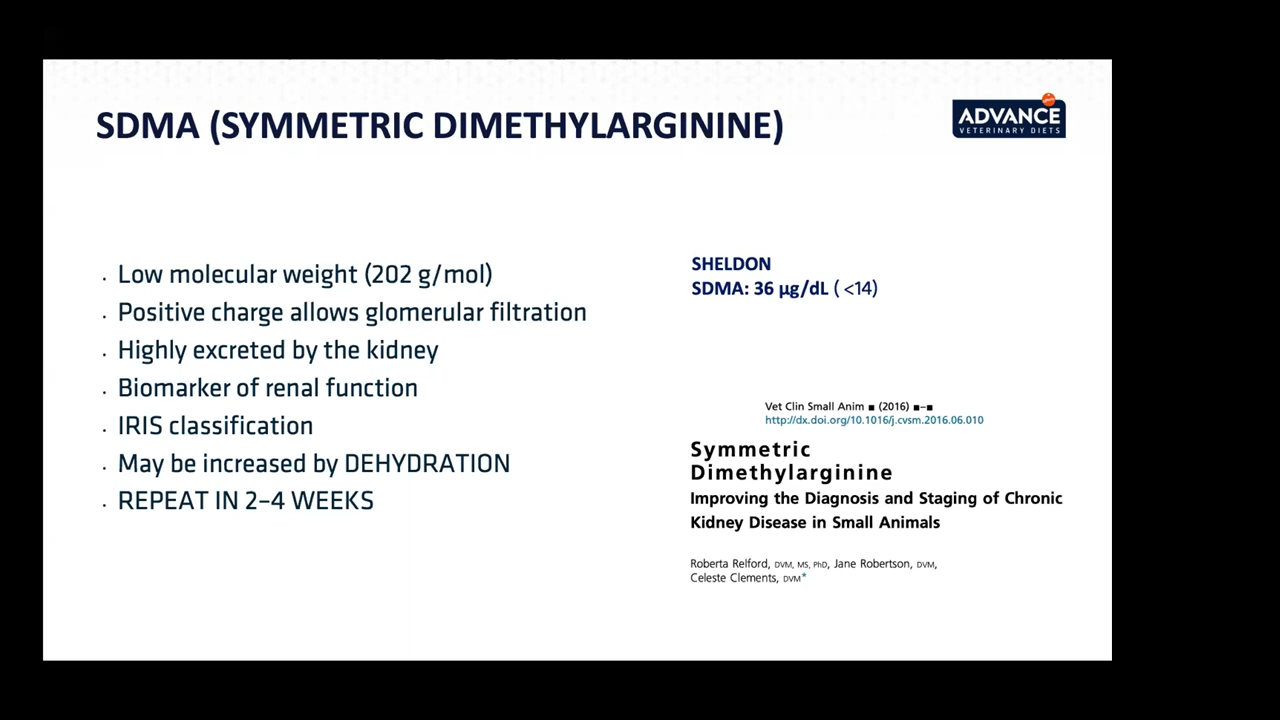 SDMA (SYMMETRIC DIMETHYLARGININE)
ADVANCE
VETERINARY DIETS
· Low molecular weight (202 g/mol)
· Positive charge allows glomerular filtration
· Highly excreted by the kidney
· Biomarker of renal function
· IRIS classification
· May be increased by DEHYDRATION
· REPEAT IN 2–4 WEEKS
SHELDON
SDMA: 36 µg/dL ( <14)
Vet Clin Small Anim ■ (2016) ■–■
http://dx.doi.org/10.1016/j.cvsm.2016.06.010
Symmetric
Dimethylarginine
Improving the Diagnosis and Staging of Chronic
Kidney Disease in Small Animals
Roberta Relford, DVM, MS, PhD, Jane Robertson, DVM,
Celeste Clements, DVM*